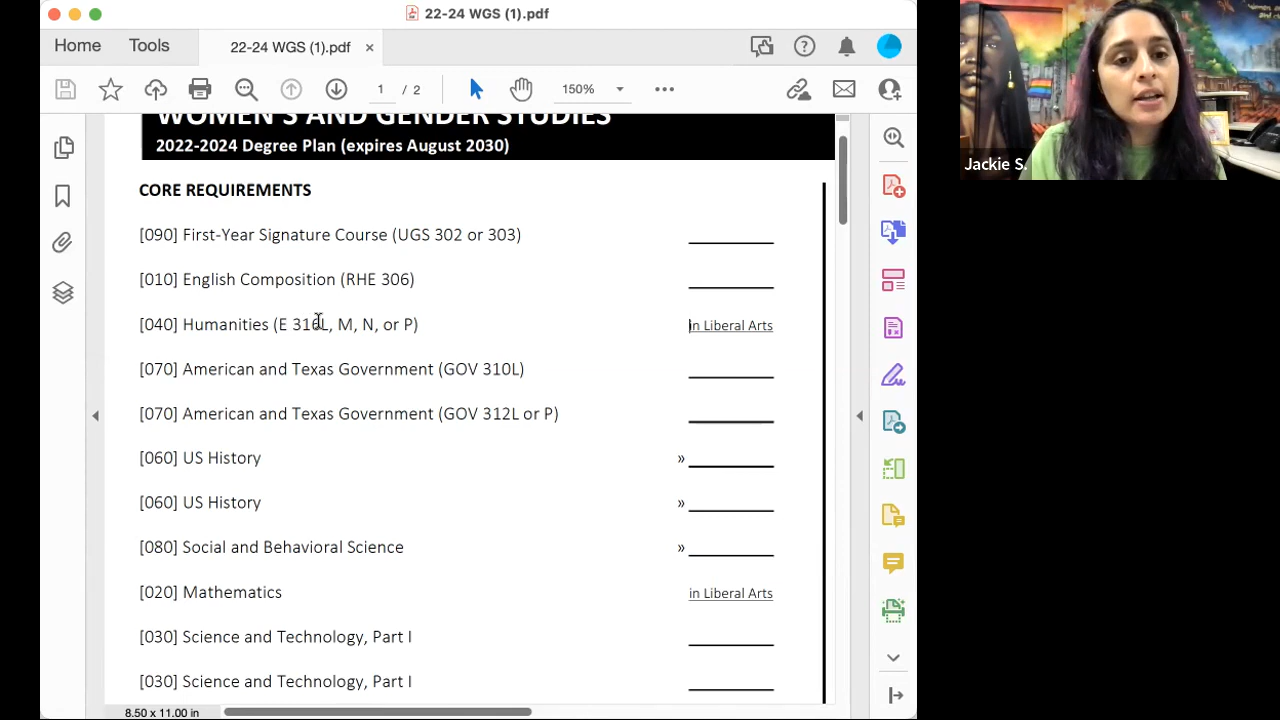 22-24 WGS (1).pdf
Home
Tools
22-24 WGS (1).pdf ×
1 / 2
150%
WOMEN'S AND GENDER STUDIES
2022-2024 Degree Plan (expires August 2030)
CORE REQUIREMENTS
[090] First-Year Signature Course (UGS 302 or 303)
[010] English Composition (RHE 306)
[040] Humanities (E 316L, M, N, or P) in Liberal Arts
[070] American and Texas Government (GOV 310L)
[070] American and Texas Government (GOV 312L or P)
[060] US History »
[060] US History »
[080] Social and Behavioral Science »
[020] Mathematics in Liberal Arts
[030] Science and Technology, Part I
[030] Science and Technology, Part I
8.50 x 11.00 in
Jackie S.